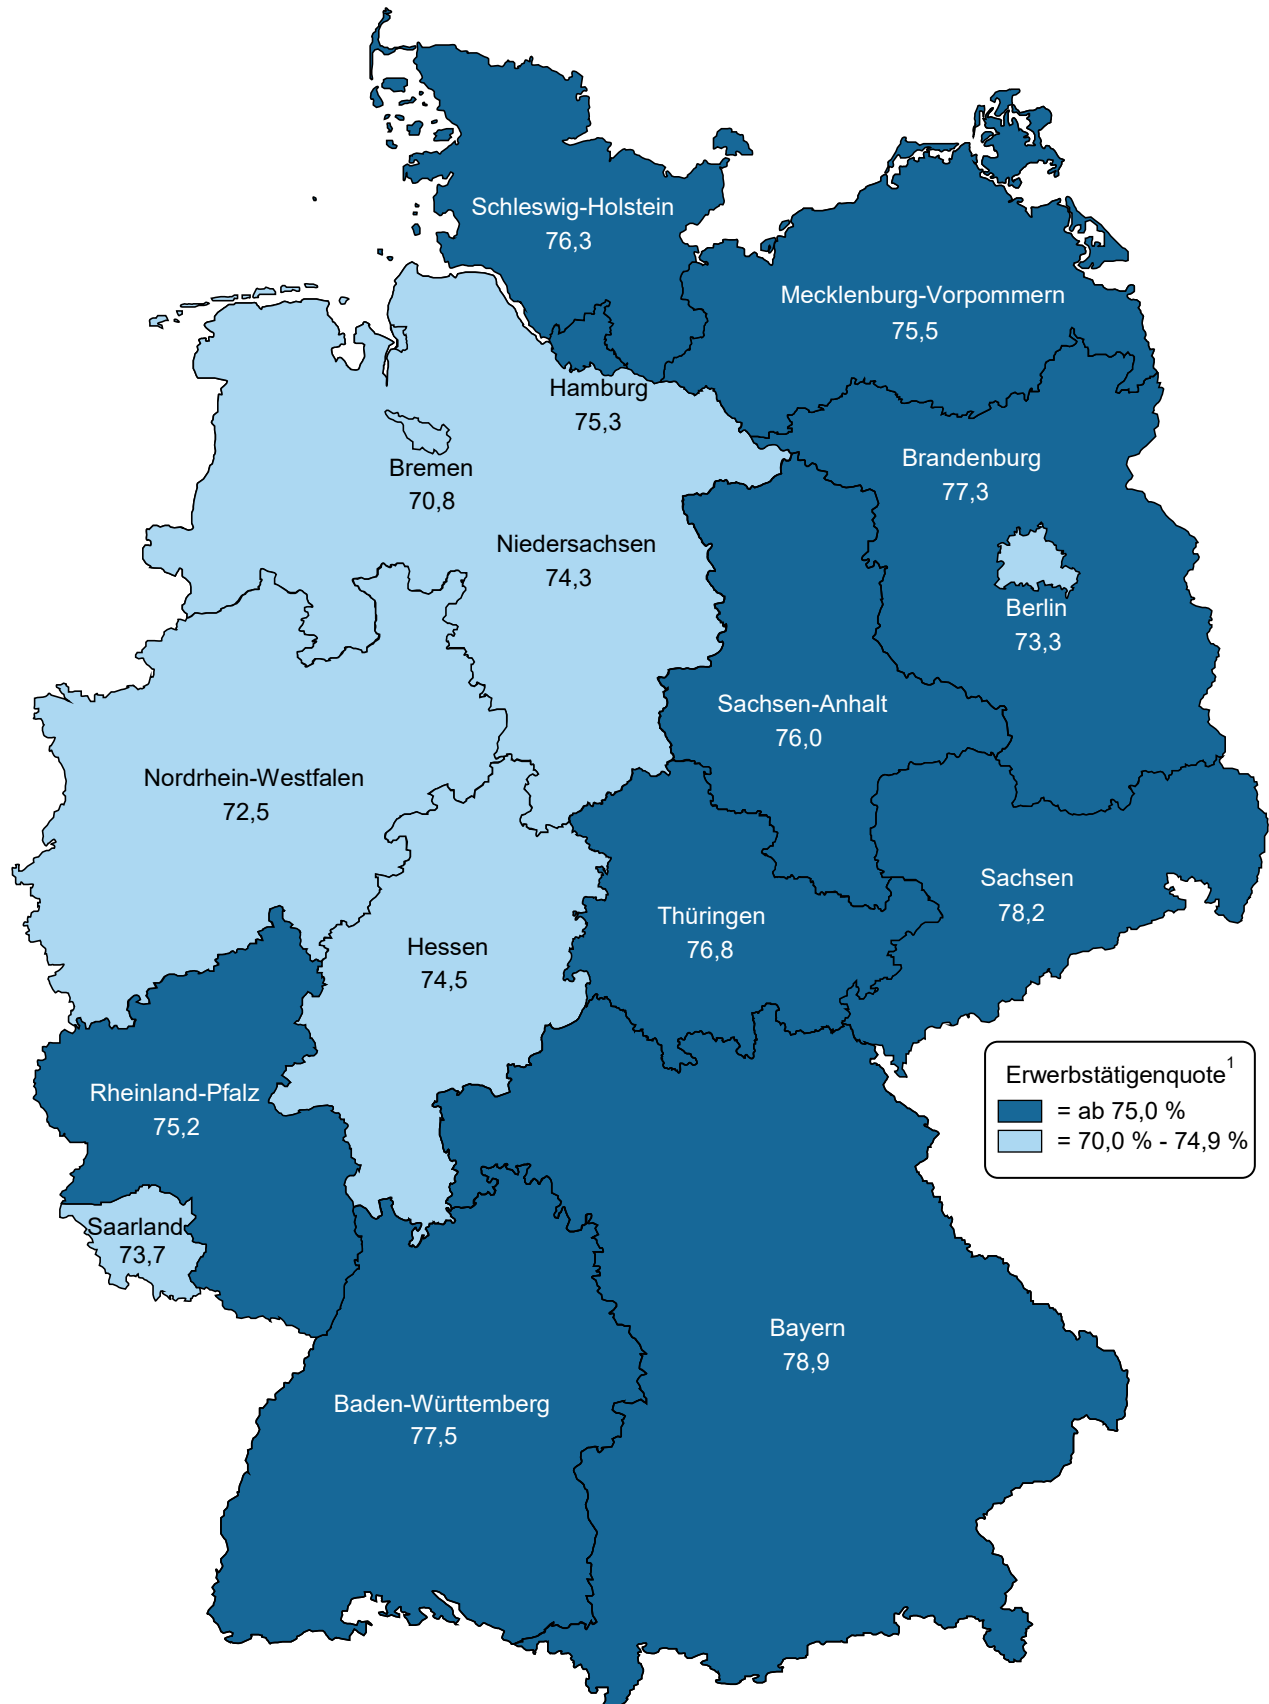 Schleswig-Holstein
76,3
Mecklenburg-Vorpommern
75,5
Hamburg
75,3
Bremen
70,8
Brandenburg
77,3
Niedersachsen
74,3
Berlin
73,3
Sachsen-Anhalt
76,0
Nordrhein-Westfalen
72,5
Sachsen
78,2
Thüringen
76,8
Hessen
74,5
Erwerbstätigenquote¹
= ab 75,0 %
= 70,0 % - 74,9 %
Rheinland-Pfalz
75,2
Saarland
73,7
Bayern
78,9
Baden-Württemberg
77,5